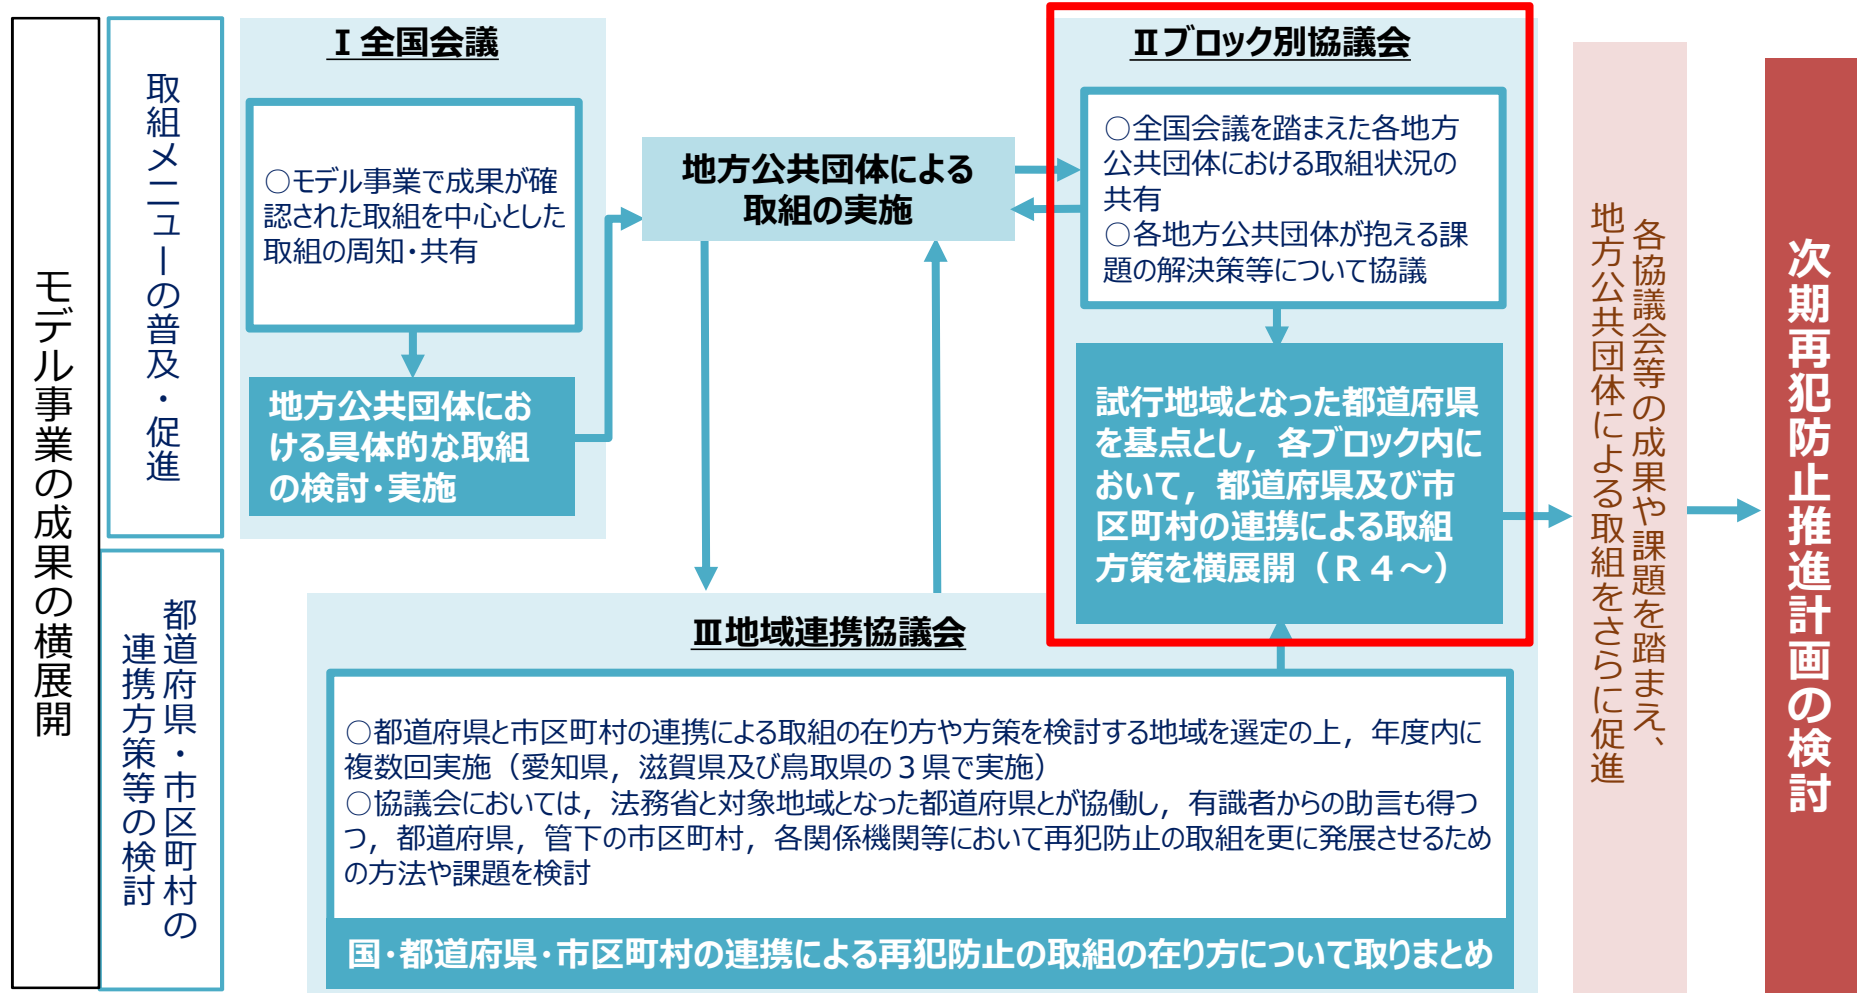 モデル事業の成果の横展開
取組メニューの普及・促進
都道府県・市区町村の
連携方策等の検討
Ⅰ全国会議
○モデル事業で成果が確
認された取組を中心とした
取組の周知・共有
地方公共団体にお
ける具体的な取組
の検討・実施
地方公共団体による
取組の実施
Ⅱブロック別協議会
○全国会議を踏まえた各地方
公共団体における取組状況の
共有
○各地方公共団体が抱える課
題の解決策等について協議
試行地域となった都道府県
を基点とし，各ブロック内に
おいて，都道府県及び市
区町村の連携による取組
方策を横展開（Ｒ４～）
Ⅲ地域連携協議会
○都道府県と市区町村の連携による取組の在り方や方策を検討する地域を選定の上，年度内に
複数回実施（愛知県，滋賀県及び鳥取県の３県で実施）
○協議会においては，法務省と対象地域となった都道府県とが協働し，有識者からの助言も得つ
つ，都道府県，管下の市区町村，各関係機関等において再犯防止の取組を更に発展させるため
の方法や課題を検討
国・都道府県・市区町村の連携による再犯防止の取組の在り方について取りまとめ
各協議会等の成果や課題を踏まえ、
地方公共団体による取組をさらに促進
次期再犯防止推進計画の検討